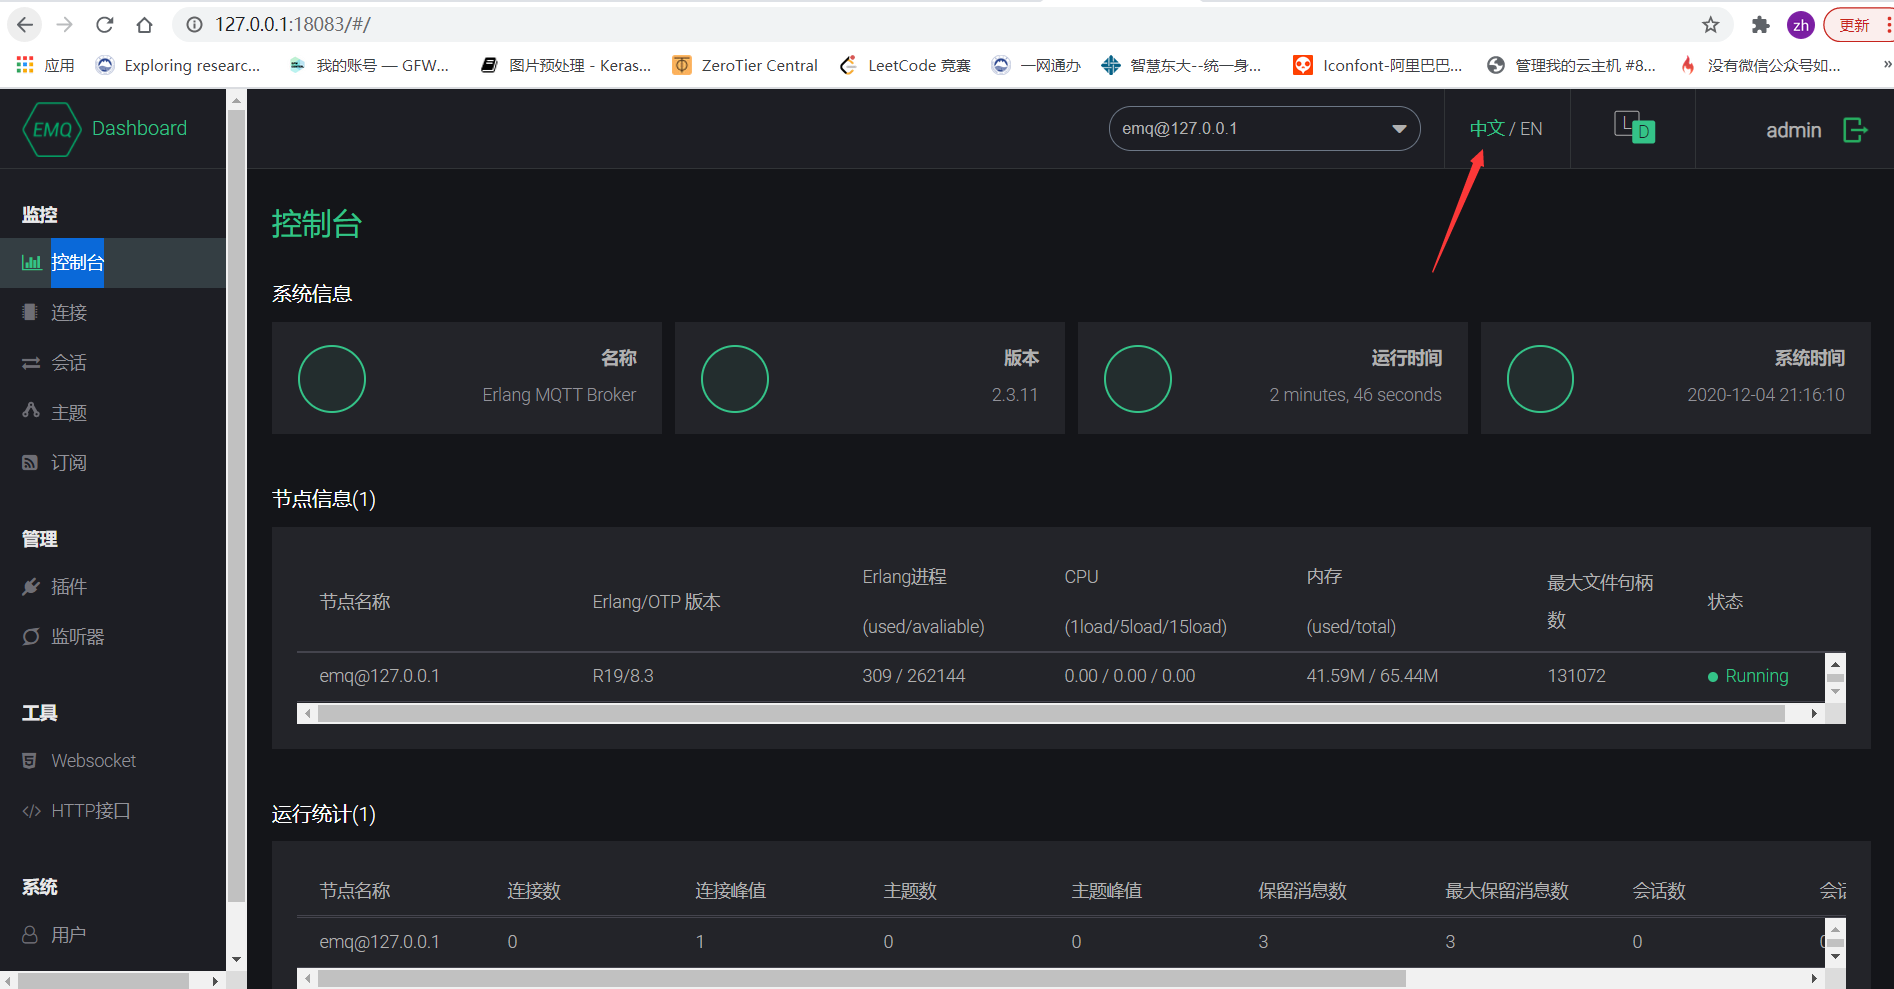 127.0.0.1:18083/#/
zh
更新
应用
Exploring researc...
我的账号 — GFW...
图片预处理 - Keras...
ZeroTier Central
LeetCode 竞赛
一网通办
智慧东大--统一身...
Iconfont-阿里巴巴...
管理我的云主机 #8...
没有微信公众号如...
»
EMQ Dashboard
emq@127.0.0.1
中文 / EN
L D
admin
监控
控制台
连接
会话
主题
订阅
管理
插件
监听器
工具
Websocket
HTTP接口
系统
用户
控制台
系统信息
名称
Erlang MQTT Broker
版本
2.3.11
运行时间
2 minutes, 46 seconds
系统时间
2020-12-04 21:16:10
节点信息(1)
节点名称 Erlang/OTP 版本 Erlang进程 (used/avaliable) CPU (1load/5load/15load) 内存 (used/total) 最大文件句柄数 状态
emq@127.0.0.1 R19/8.3 309 / 262144 0.00 / 0.00 / 0.00 41.59M / 65.44M 131072 Running
运行统计(1)
节点名称 连接数 连接峰值 主题数 主题峰值 保留消息数 最大保留消息数 会话数
emq@127.0.0.1 0 1 0 0 3 3 0